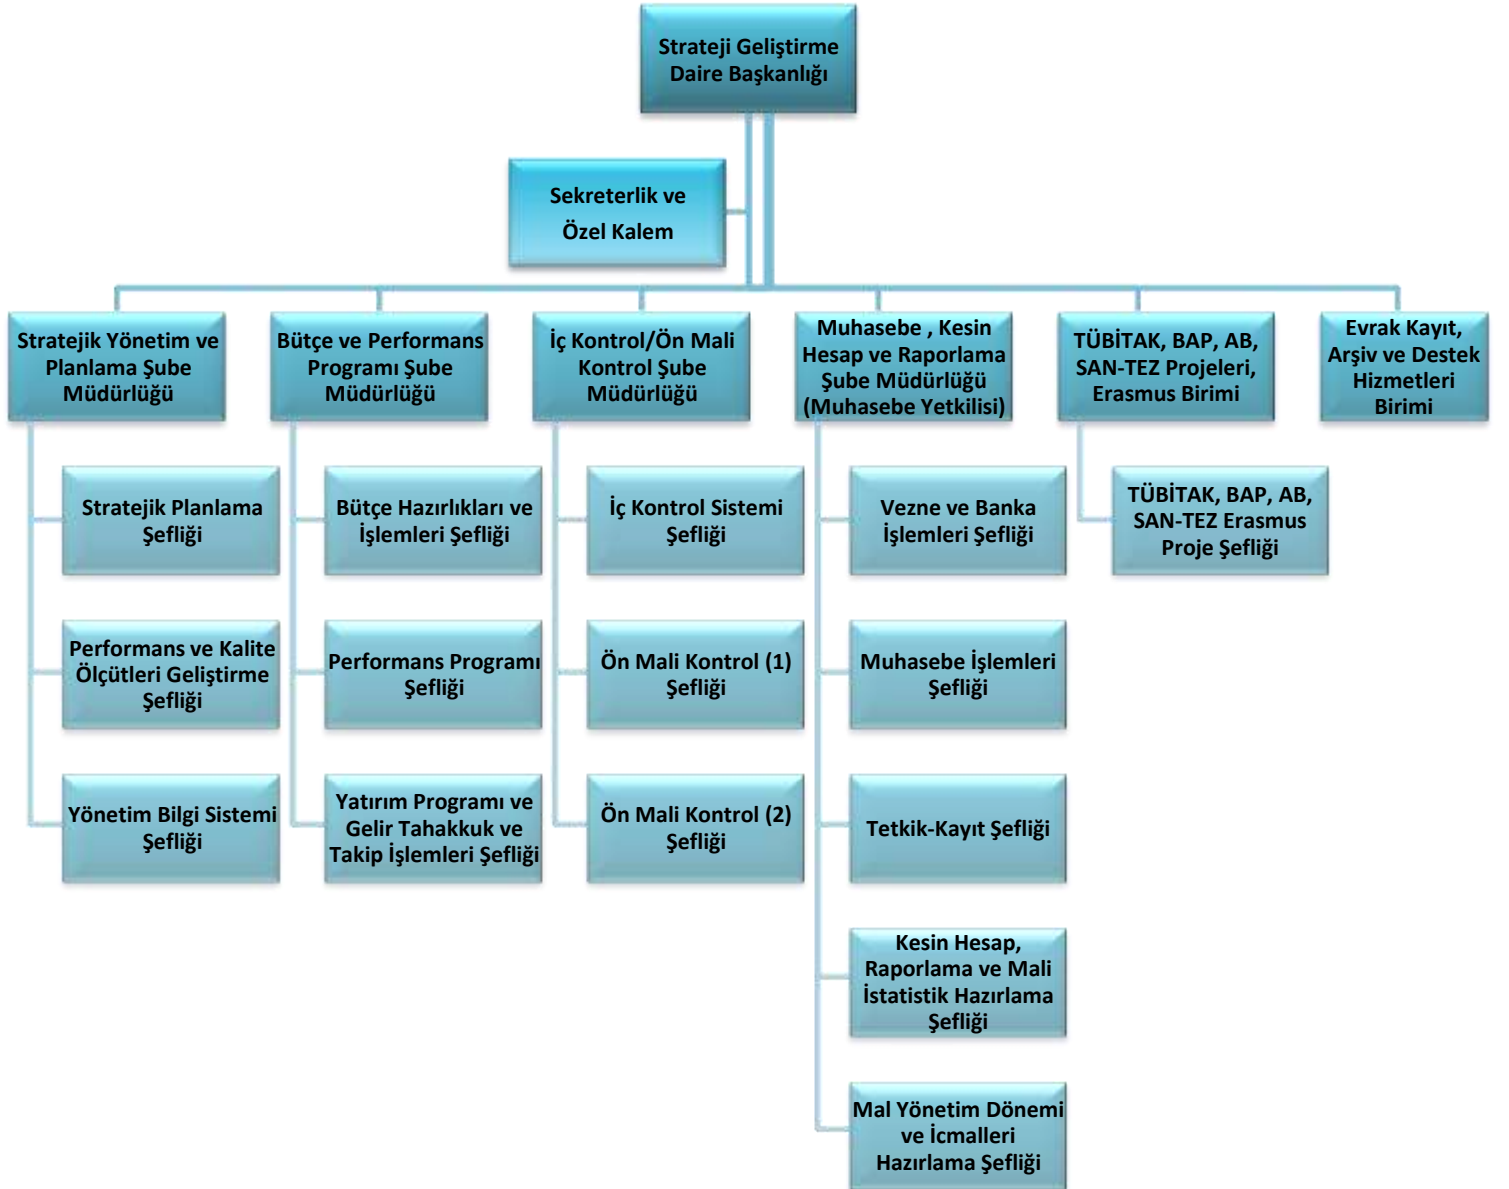 Strateji Geliştirme
Daire Başkanlığı
Sekreterlik ve
Özel Kalem
Stratejik Yönetim ve
Planlama Şube
Müdürlüğü
Bütçe ve Performans
Programı Şube
Müdürlüğü
İç Kontrol/Ön Mali
Kontrol Şube
Müdürlüğü
Muhasebe , Kesin
Hesap ve Raporlama
Şube Müdürlüğü
(Muhasebe Yetkilisi)
TÜBİTAK, BAP, AB,
SAN-TEZ Projeleri,
Erasmus Birimi
Evrak Kayıt,
Arşiv ve Destek
Hizmetleri
Birimi
Stratejik Planlama
Şefliği
Bütçe Hazırlıkları ve
İşlemleri Şefliği
İç Kontrol Sistemi
Şefliği
Vezne ve Banka
İşlemleri Şefliği
TÜBİTAK, BAP, AB,
SAN-TEZ Erasmus
Proje Şefliği
Performans ve Kalite
Ölçütleri Geliştirme
Şefliği
Performans Programı
Şefliği
Ön Mali Kontrol (1)
Şefliği
Muhasebe İşlemleri
Şefliği
Yönetim Bilgi Sistemi
Şefliği
Yatırım Programı ve
Gelir Tahakkuk ve
Takip İşlemleri Şefliği
Ön Mali Kontrol (2)
Şefliği
Tetkik-Kayıt Şefliği
Kesin Hesap,
Raporlama ve Mali
İstatistik Hazırlama
Şefliği
Mal Yönetim Dönemi
ve İcmalleri
Hazırlama Şefliği